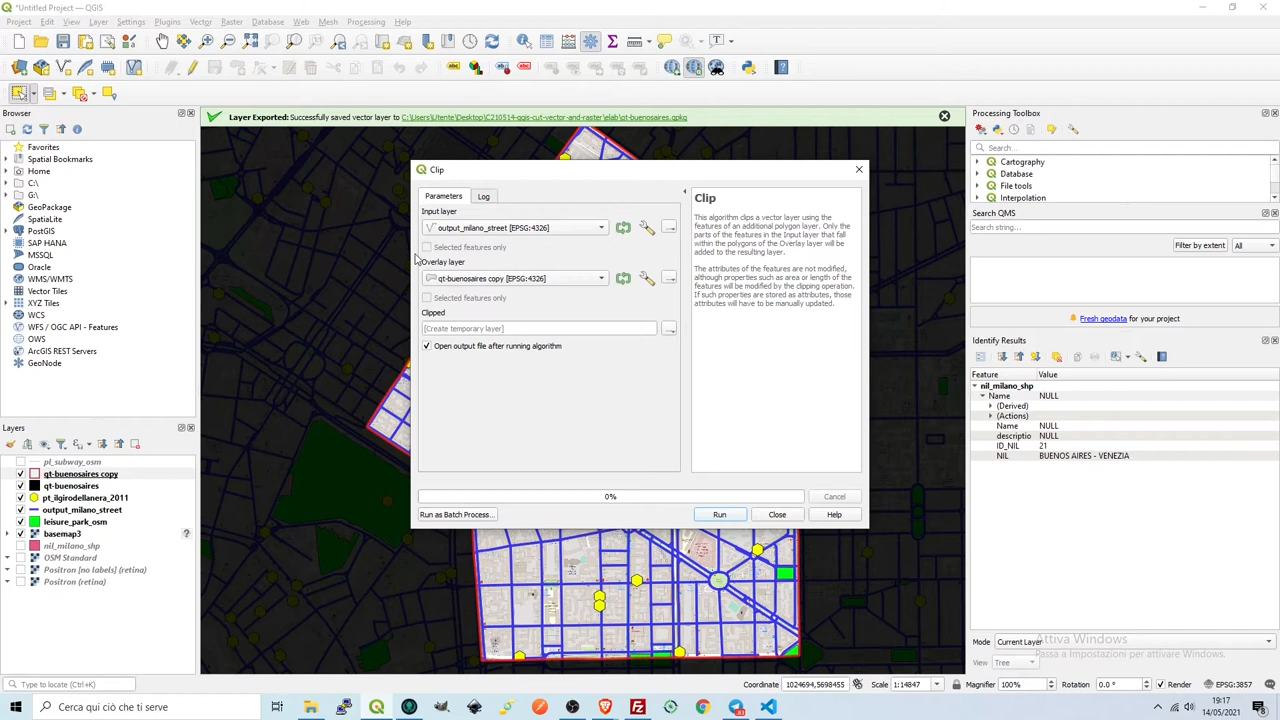 *Untitled Project — QGIS
Project Edit View Layer Settings Plugins Vector Raster Database Web Mesh Processing Help
Browser
Favorites
Spatial Bookmarks
Home
C:\
G:\
GeoPackage
SpatiaLite
PostGIS
SAP HANA
MSSQL
Oracle
WMS/WMTS
Vector Tiles
XYZ Tiles
WCS
WFS / OGC API - Features
OWS
ArcGIS REST Servers
GeoNode
Layers
pl_subway_osm
qt-buenosaires copy
qt-buenosaires
pt_ilgirodellanera_2011
output_milano_street
leisure_park_osm
basemap3
nil_milano_shp
OSM Standard
Positron [no labels] (retina)
Positron (retina)
Layer Exported: Successfully saved vector layer to C:\Users\Utente\Desktop\C210514-qgis-cut-vector-and-raster\elab\qt-buenosaires.gpkg
Clip
Parameters Log
Input layer
output_milano_street [EPSG:4326]
Selected features only
Overlay layer
qt-buenosaires copy [EPSG:4326]
Selected features only
Clipped
[Create temporary layer]
Open output file after running algorithm
Clip
This algorithm clips a vector layer using the
features of an additional polygon layer. Only the
parts of the features in the Input layer that fall
within the polygons of the Overlay layer will be
added to the resulting layer.
The attributes of the features are not modified,
although properties such as area or length of the
features will be modified by the clipping operation.
If such properties are stored as attributes, those
attributes will have to be manually updated.
0%
Cancel
Run as Batch Process...
Run
Close
Help
Processing Toolbox
Search...
Cartography
Database
File tools
Interpolation
Search QMS
Search string...
Filter by extent
All
Fresh geodata for your project
Identify Results
Feature Value
nil_milano_shp
Name NULL
(Derived)
(Actions)
Name NULL
descriptio NULL
ID_NIL 21
NIL BUENOS AIRES - VENEZIA
Mode Current Layer
View Tree
Attiva Windows
Passa a Impostazioni per attivare Windows.
Type to locate (Ctrl+K)
Coordinate 1024694,5698455 Scale 1:14847 Magnifier 100% Rotation 0.0 ° Render EPSG:3857
Cerca qui ciò che ti serve
19:17
14/05/2021